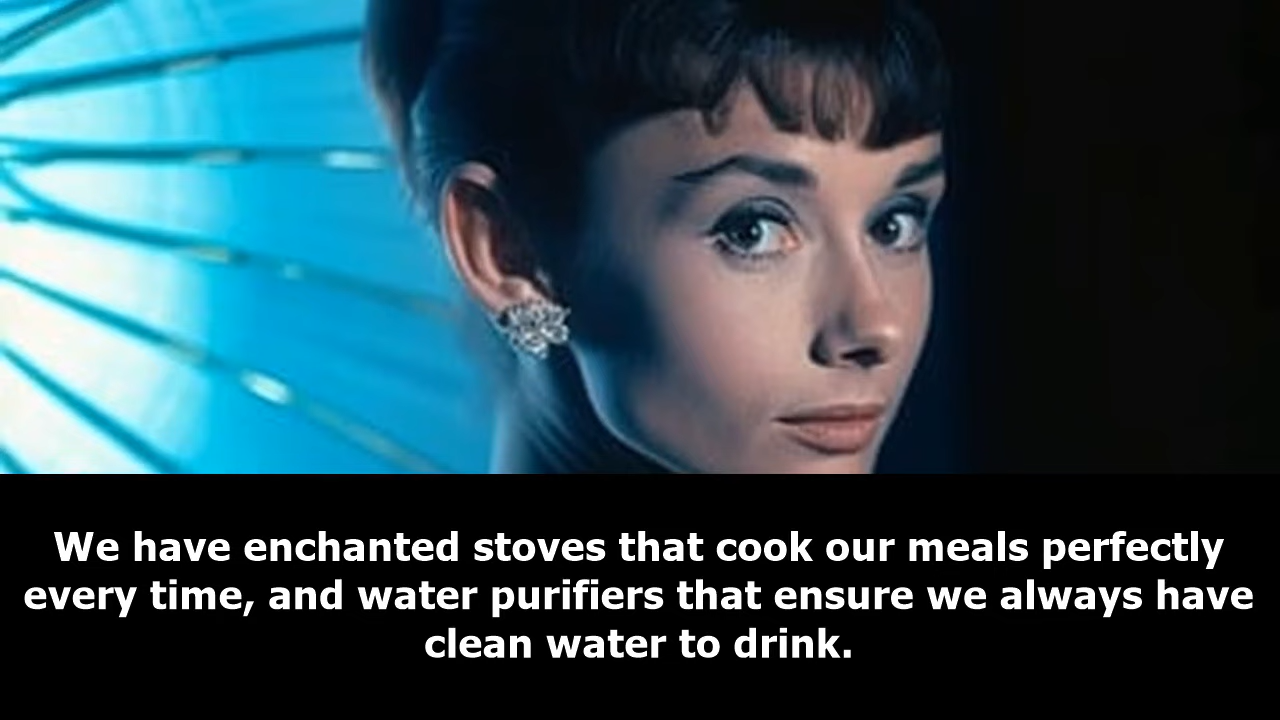 We have enchanted stoves that cook our meals perfectly
every time, and water purifiers that ensure we always have
clean water to drink.